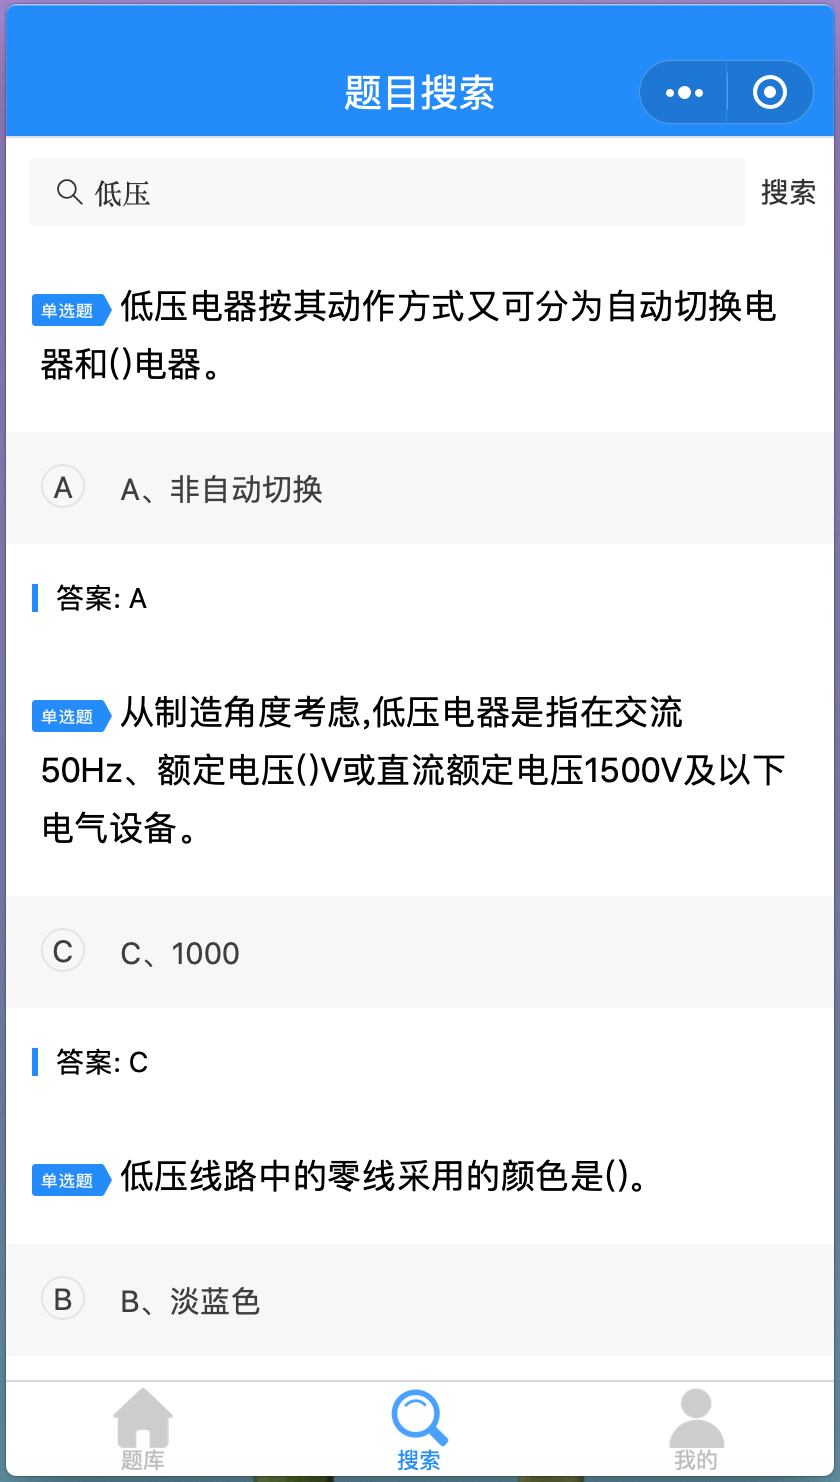 题目搜索
低压
搜索
单选题 低压电器按其动作方式又可分为自动切换电
器和()电器。
A A、非自动切换
答案: A
单选题 从制造角度考虑,低压电器是指在交流
50Hz、额定电压()V或直流额定电压1500V及以下
电气设备。
C C、1000
答案: C
单选题 低压线路中的零线采用的颜色是()。
B B、淡蓝色
题库 搜索 我的